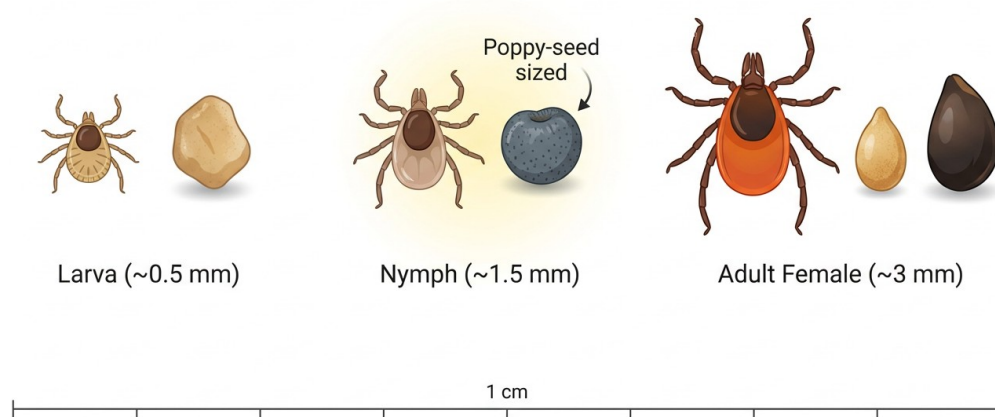 Poppy-seed
sized
Larva (~0.5 mm)
Nymph (~1.5 mm)
Adult Female (~3 mm)
1 cm